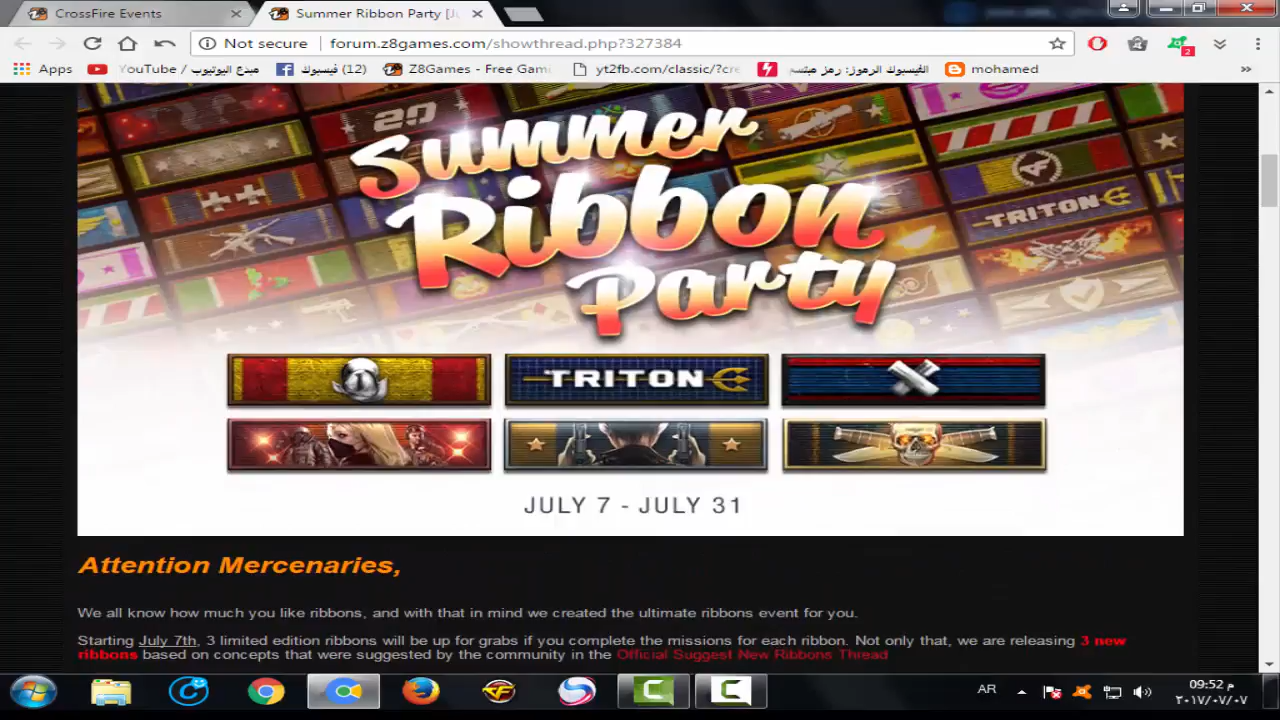 CrossFire Events
Summer Ribbon Party [Ju
Not secure forum.z8games.com/showthread.php?327384
2
Apps
YouTube / مبدع اليوتيوب
(12) فيسبوك
Z8Games - Free Gam
yt2fb.com/classic/?cre
mohamed
»
20
TRITON
Summer
Ribbon
Party
TRITON
JULY 7 - JULY 31
Attention Mercenaries,
We all know how much you like ribbons, and with that in mind we created the ultimate ribbons event for you.
Starting July 7th, 3 limited edition ribbons will be up for grabs if you complete the missions for each ribbon. Not only that, we are releasing 3 new
ribbons based on concepts that were suggested by the community in the Official Suggest New Ribbons Thread
AR
09:52 م
٢٠١٧/٠٧/٠٧